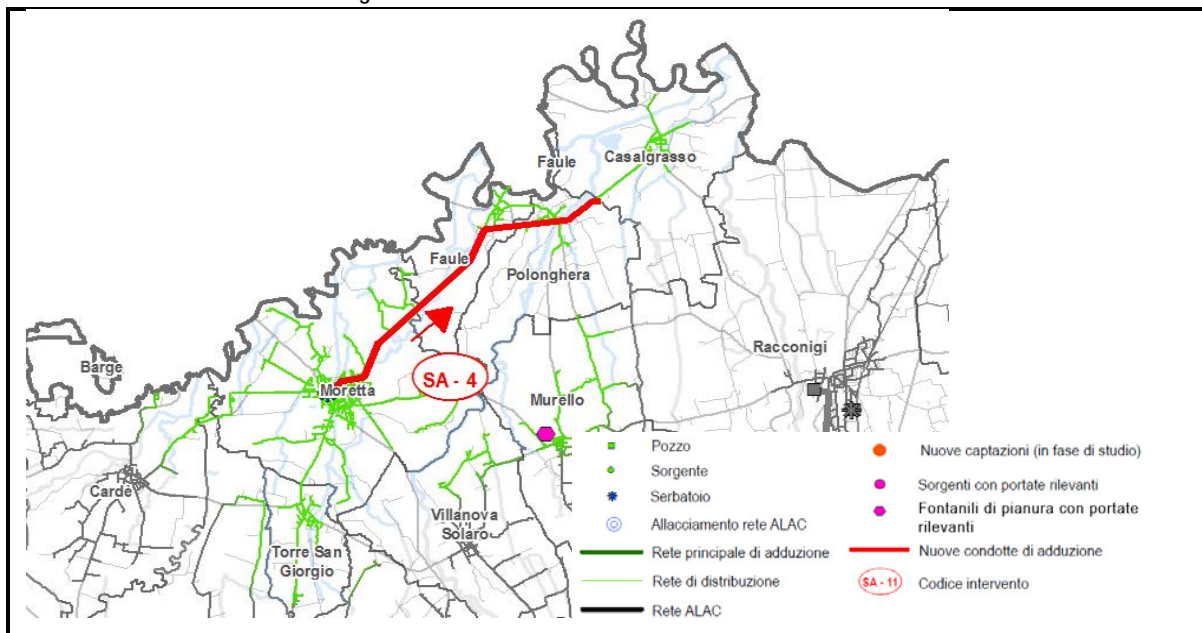 Casalgrasso
Faule
Faule
Polonghera
Racconigi
Barge
Moretta
SA - 4
Murello
Cardè
Villanova
Solaro
Torre San
Giorgio
Pozzo
Sorgente
Serbatoio
Allacciamento rete ALAC
Rete principale di adduzione
Rete di distribuzione
Rete ALAC
Nuove captazioni (in fase di studio)
Sorgenti con portate rilevanti
Fontanili di pianura con portate
rilevanti
Nuove condotte di adduzione
SA - 11 Codice intervento